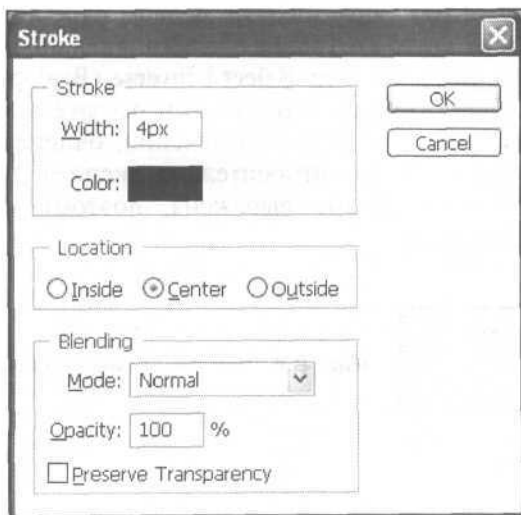 Stroke
Stroke
Width: 4px
Color:
OK
Cancel
Location
Inside Center Outside
Blending
Mode: Normal
Opacity: 100 %
Preserve Transparency